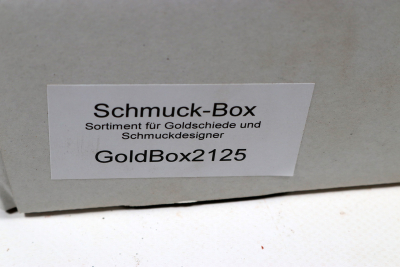 Schmuck-Box
Sortiment für Goldschiede und
Schmuckdesigner
GoldBox2125